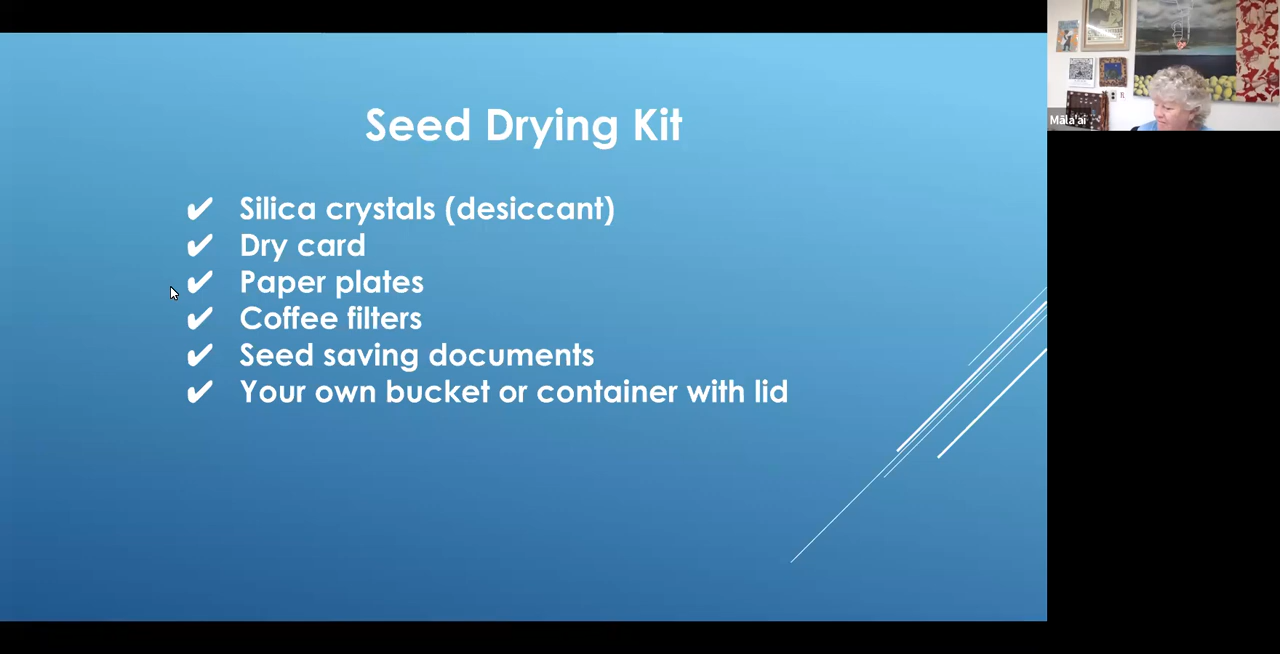 Seed Drying Kit
✔ Silica crystals (desiccant)
✔ Dry card
✔ Paper plates
✔ Coffee filters
✔ Seed saving documents
✔ Your own bucket or container with lid
Māla'ai